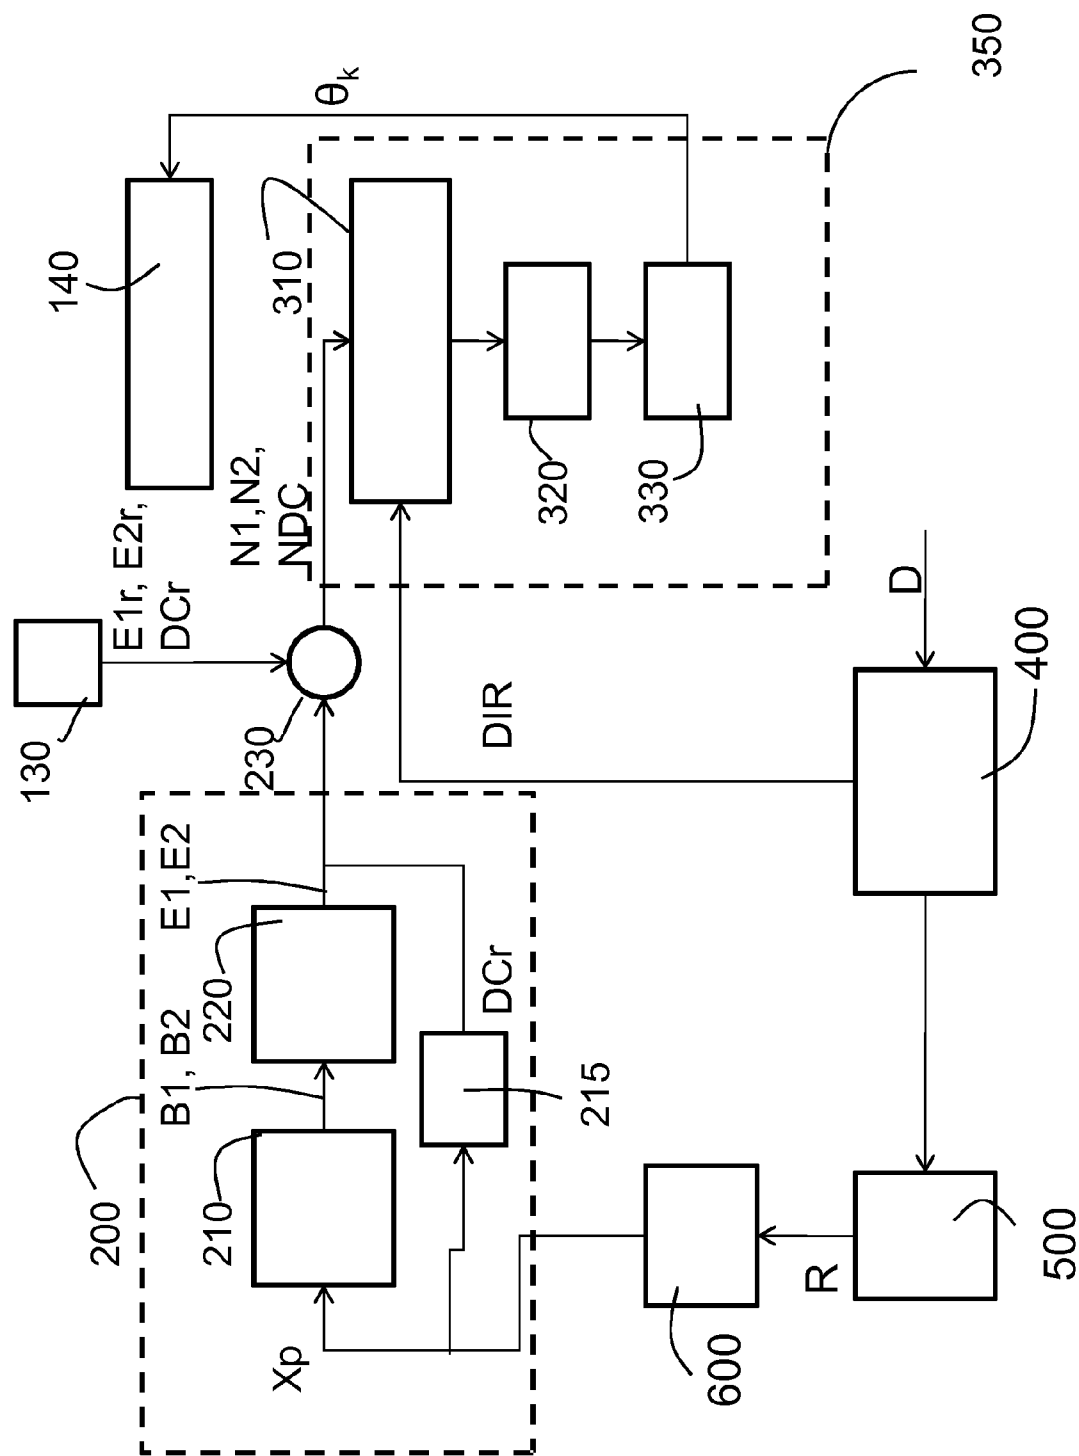 200
Xp
210
B1, B2
220
E1,E2
215
DCr
130
E1r, E2r,
DCr
230
N1,N2,
NDC
140
θk
310
320
330
350
DIR
D
400
R
500
600